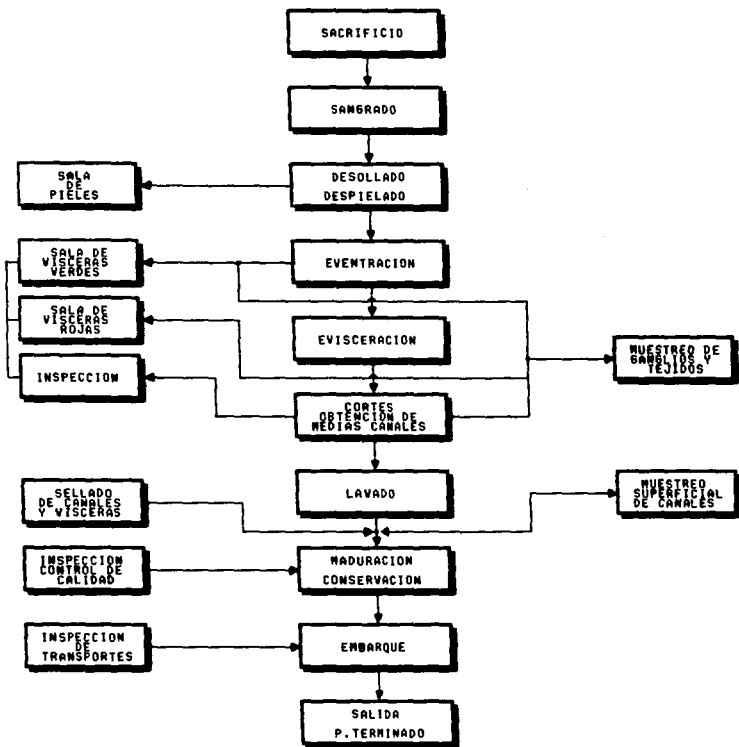 SACRIFICIO
SANGRADO
SALA
DE
PIELES
DESOLLADO
DESPIELADO
SALA DE
VISCERAS
VERDES
EVENTRACION
SALA DE
VISCERAS
ROJAS
EVISCERACION
MUESTREO DE
GANGLIOS Y
TEJIDOS
INSPECCION
CORTES
OBTENCIÓN DE
MEDIAS CANALES
SELLADO
DE CANALES
Y VISCERAS
LAVADO
MUESTREO
SUPERFICIAL
DE CANALES
INSPECCION
CONTROL DE
CALIDAD
MADURACION
CONSERVACION
INSPECCION
DE
TRANSPORTES
EMBARQUE
SALIDA
P.TERMINADO